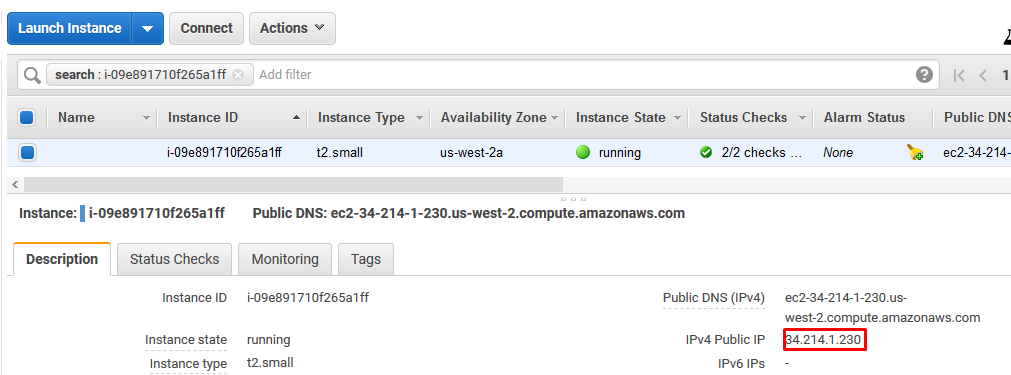 Launch Instance Connect Actions
search : i-09e891710f265a1ff Add filter 1
Name Instance ID Instance Type Availability Zone Instance State Status Checks Alarm Status Public DNS
i-09e891710f265a1ff t2.small us-west-2a running 2/2 checks ... None ec2-34-214-
Instance: i-09e891710f265a1ff Public DNS: ec2-34-214-1-230.us-west-2.compute.amazonaws.com
Description Status Checks Monitoring Tags
Instance ID i-09e891710f265a1ff Public DNS (IPv4) ec2-34-214-1-230.us-
west-2.compute.amazonaws.com
Instance state running IPv4 Public IP 34.214.1.230
Instance type t2.small IPv6 IPs -